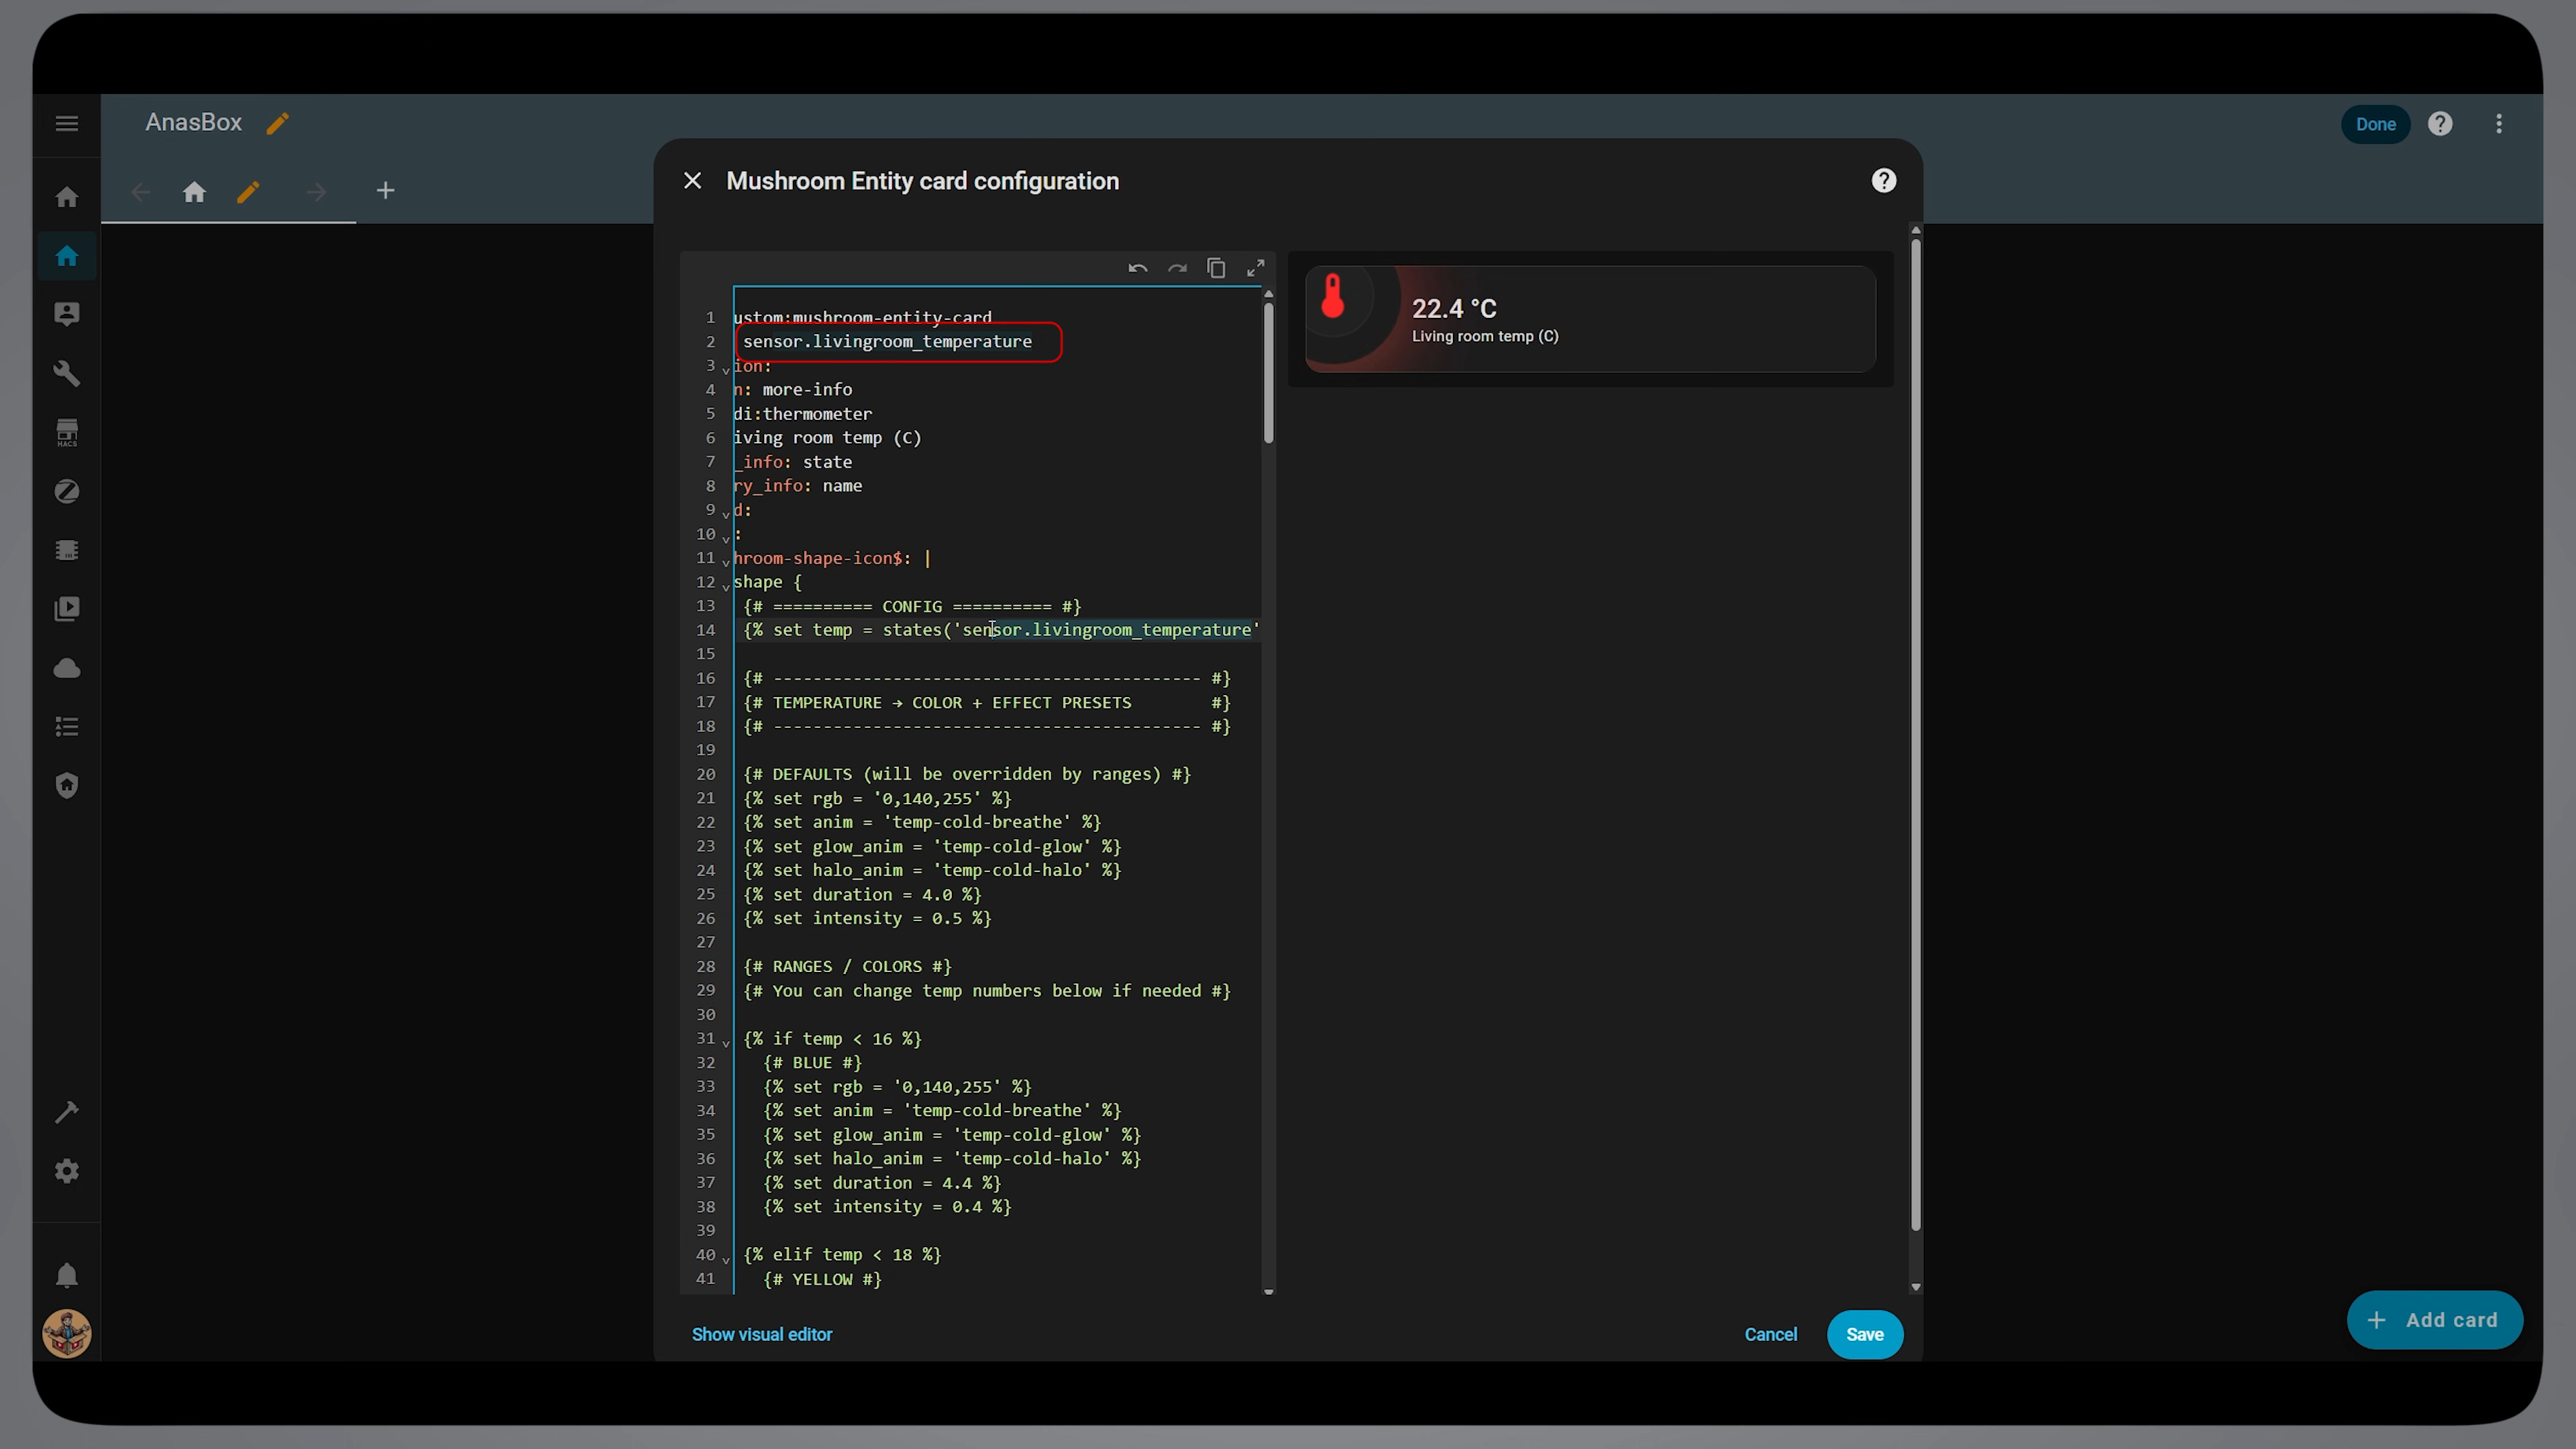 AnasBox
Done
Mushroom Entity card configuration
HACS
1 ustom:mushroom-entity-card
2 sensor.livingroom_temperature
3 ion:
4 n: more-info
5 di:thermometer
6 iving room temp (C)
7 _info: state
8 ry_info: name
9 d:
10 :
11 hroom-shape-icon$: |
12 shape {
13 {# ========== CONFIG ========== #}
14 {% set temp = states('sensor.livingroom_temperature'
15
16 {# ------------------------------------------- #}
17 {# TEMPERATURE → COLOR + EFFECT PRESETS #}
18 {# ------------------------------------------- #}
19
20 {# DEFAULTS (will be overridden by ranges) #}
21 {% set rgb = '0,140,255' %}
22 {% set anim = 'temp-cold-breathe' %}
23 {% set glow_anim = 'temp-cold-glow' %}
24 {% set halo_anim = 'temp-cold-halo' %}
25 {% set duration = 4.0 %}
26 {% set intensity = 0.5 %}
27
28 {# RANGES / COLORS #}
29 {# You can change temp numbers below if needed #}
30
31 {% if temp < 16 %}
32 {# BLUE #}
33 {% set rgb = '0,140,255' %}
34 {% set anim = 'temp-cold-breathe' %}
35 {% set glow_anim = 'temp-cold-glow' %}
36 {% set halo_anim = 'temp-cold-halo' %}
37 {% set duration = 4.4 %}
38 {% set intensity = 0.4 %}
39
40 {% elif temp < 18 %}
41 {# YELLOW #}
22.4 °C
Living room temp (C)
Show visual editor
Cancel
Save
+ Add card